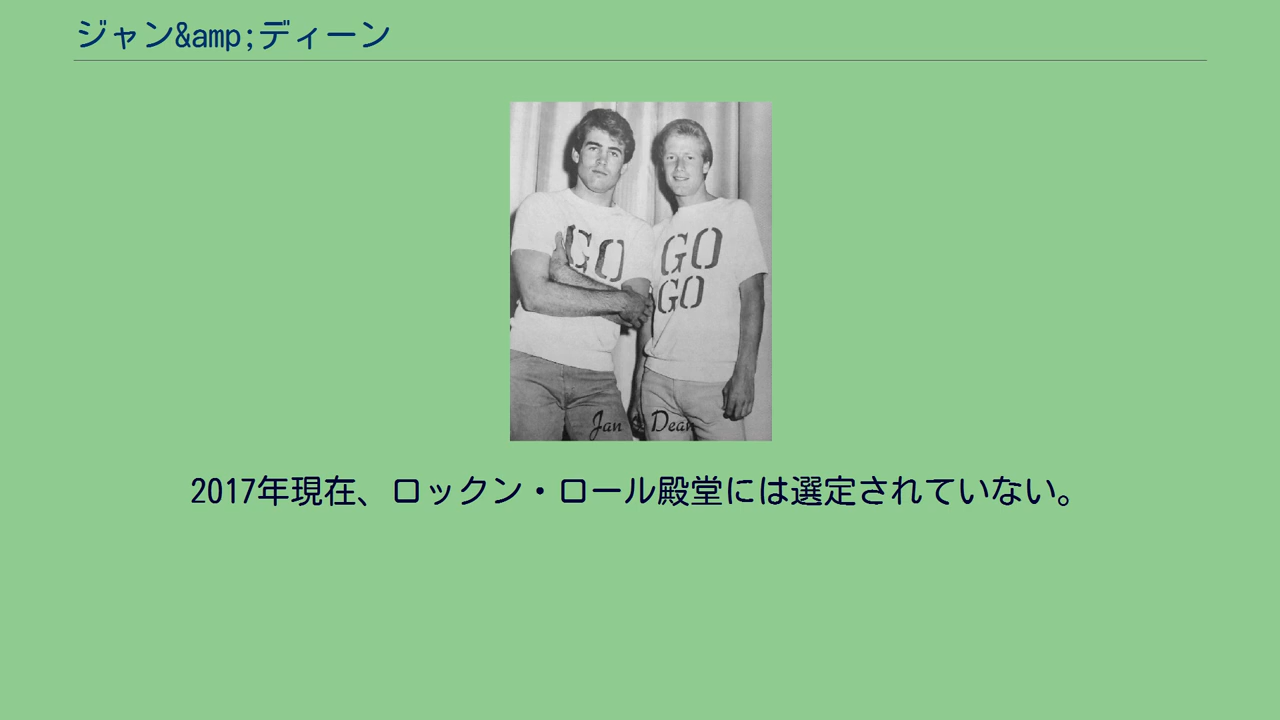 ジャン&amp;ディーン
GO GO
GO
Jan & Dean
2017年現在、ロックン・ロール殿堂には選定されていない。